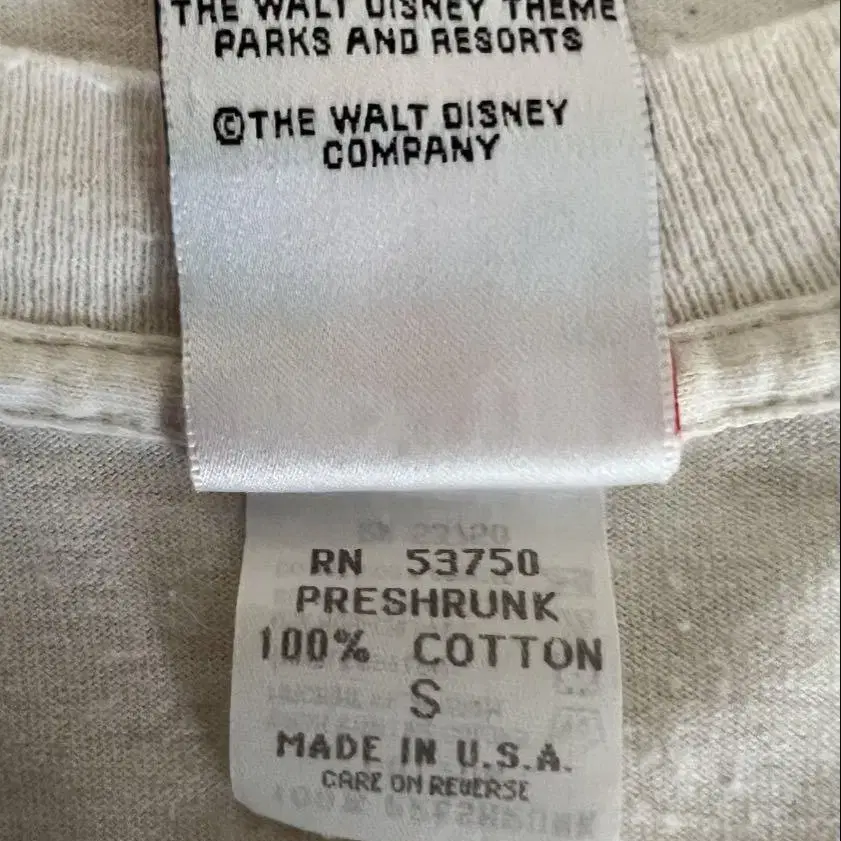 THE WALT DISNEY THEME
PARKS AND RESORTS
©THE WALT DISNEY
COMPANY
RN 53750
PRESHRUNK
100% COTTON
S
MADE IN U.S.A.
CARE ON REVERSE